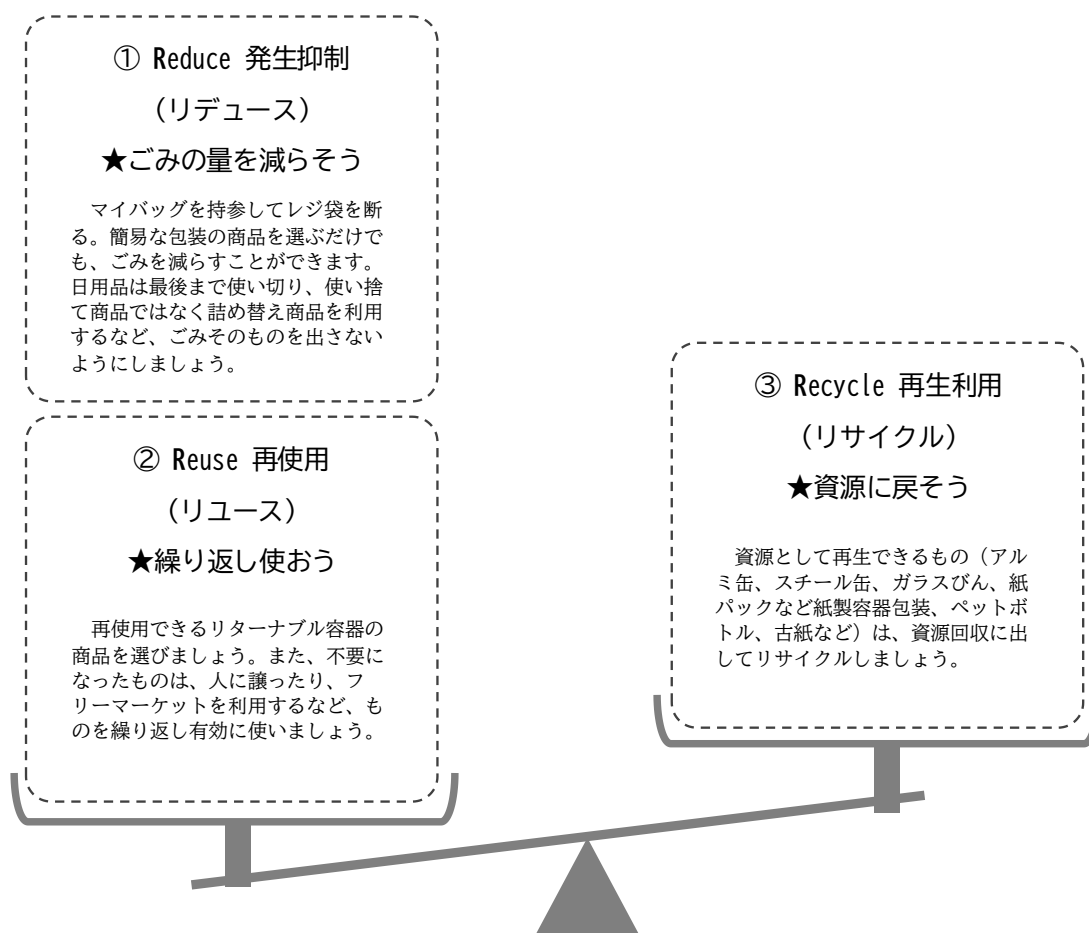 ① Reduce 発生抑制
（リデュース）
★ごみの量を減らそう
　マイバッグを持参してレジ袋を断
る。簡易な包装の商品を選ぶだけで
も、ごみを減らすことができます。
日用品は最後まで使い切り、使い捨
て商品ではなく詰め替え商品を利用
するなど、ごみそのものを出さない
ようにしましょう。
② Reuse 再使用
（リユース）
★繰り返し使おう
　再使用できるリターナブル容器の
商品を選びましょう。また、不要に
なったものは、人に譲ったり、フ
リーマーケットを利用するなど、も
のを繰り返し有効に使いましょう。
③ Recycle 再生利用
（リサイクル）
★資源に戻そう
　資源として再生できるもの（アル
ミ缶、スチール缶、ガラスびん、紙
パックなど紙製容器包装、ペットボ
トル、古紙など）は、資源回収に出
してリサイクルしましょう。